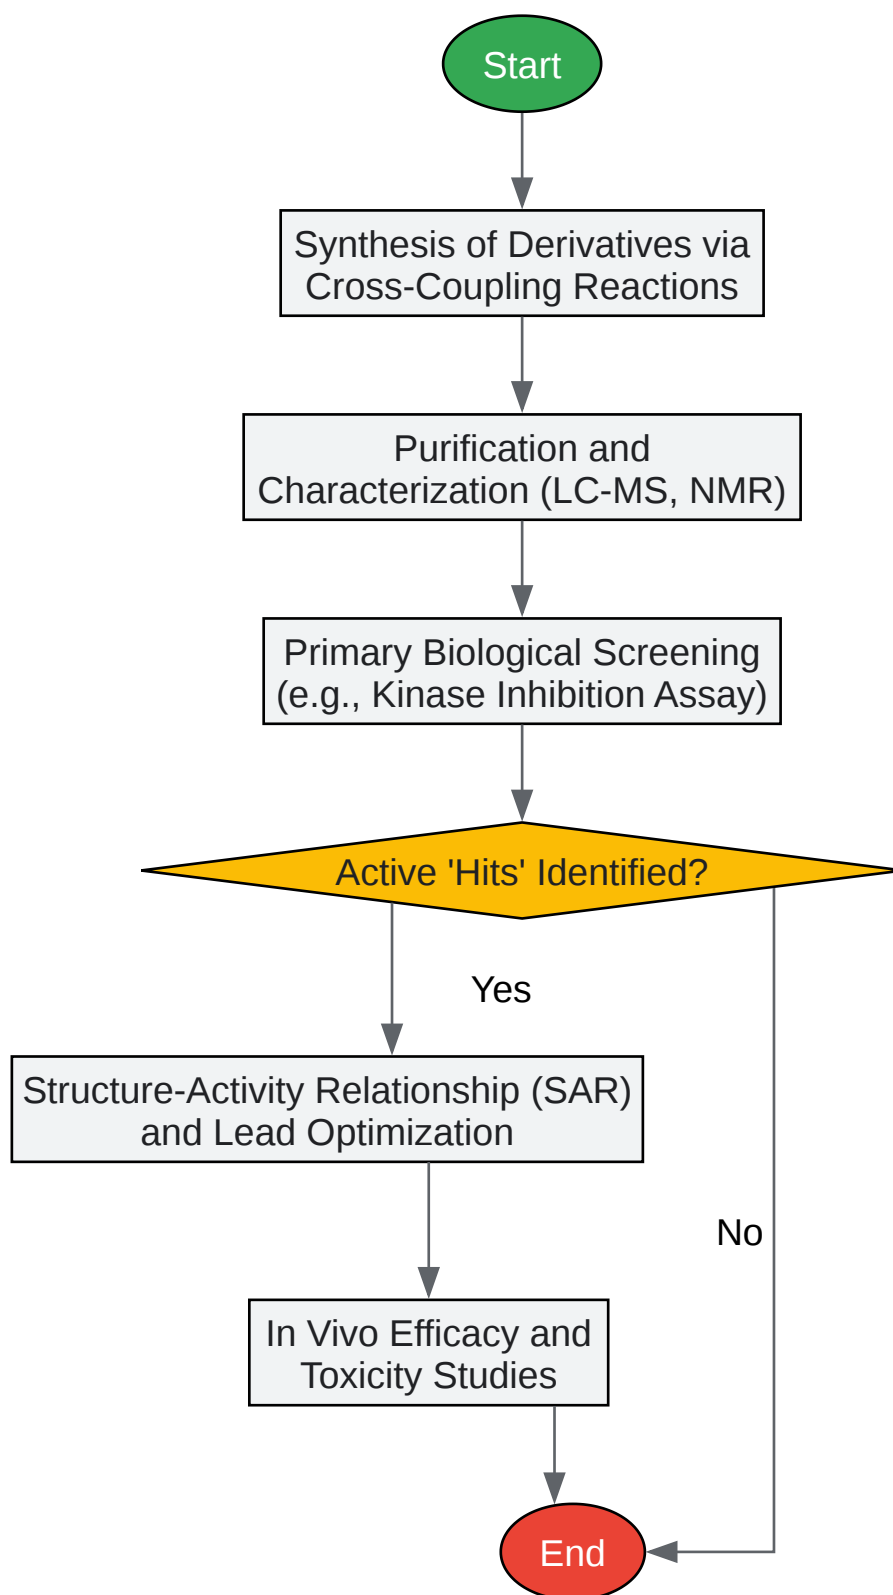 Start
Synthesis of Derivatives via
Cross-Coupling Reactions
Purification and
Characterization (LC-MS, NMR)
Primary Biological Screening
(e.g., Kinase Inhibition Assay)
Active 'Hits' Identified?
Yes
Structure-Activity Relationship (SAR)
and Lead Optimization
No
In Vivo Efficacy and
Toxicity Studies
End